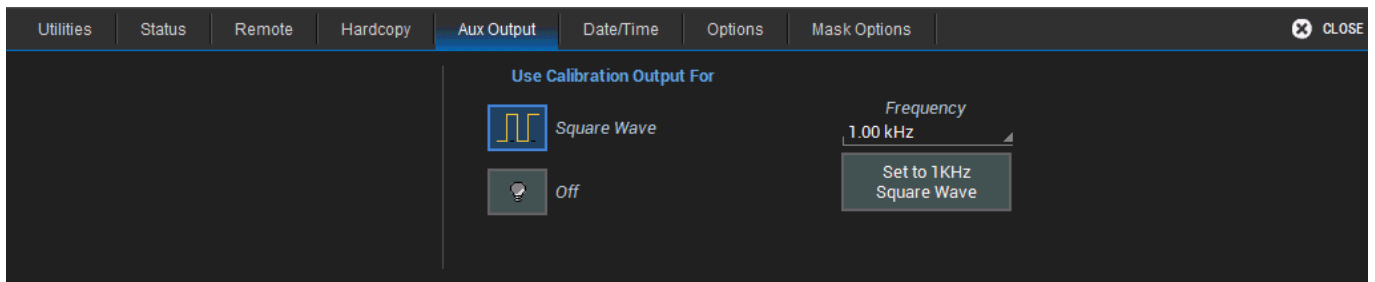 Utilities
Status
Remote
Hardcopy
Aux Output
Date/Time
Options
Mask Options
CLOSE
Use Calibration Output For
Square Wave
Off
Frequency
1.00 kHz
Set to 1KHz
Square Wave